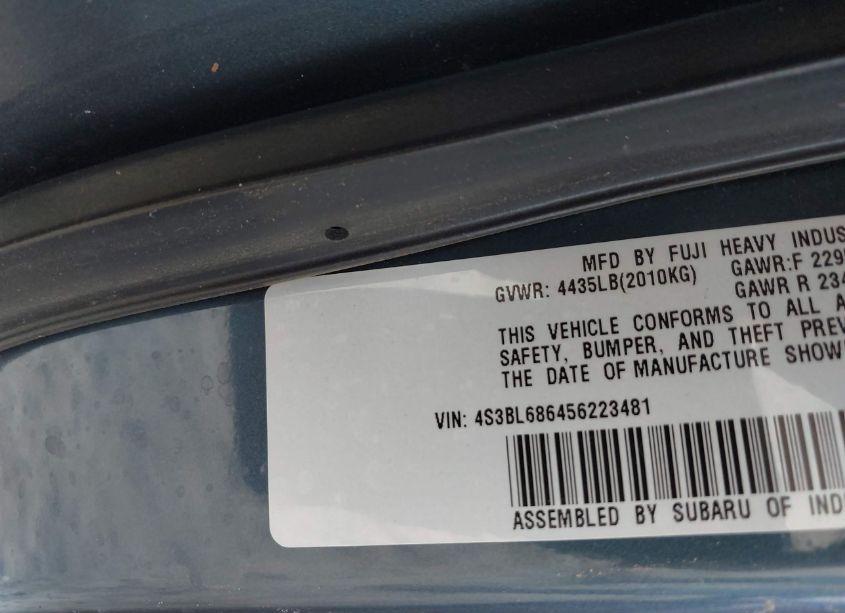 MFD BY FUJI HEAVY INDUS
GVWR: 4435LB(2010KG) GAWR:F 229
GAWR R 234
THIS VEHICLE CONFORMS TO ALL A
SAFETY, BUMPER, AND THEFT PREV
THE DATE OF MANUFACTURE SHOW
VIN: 4S3BL686456223481
ASSEMBLED BY SUBARU OF IND